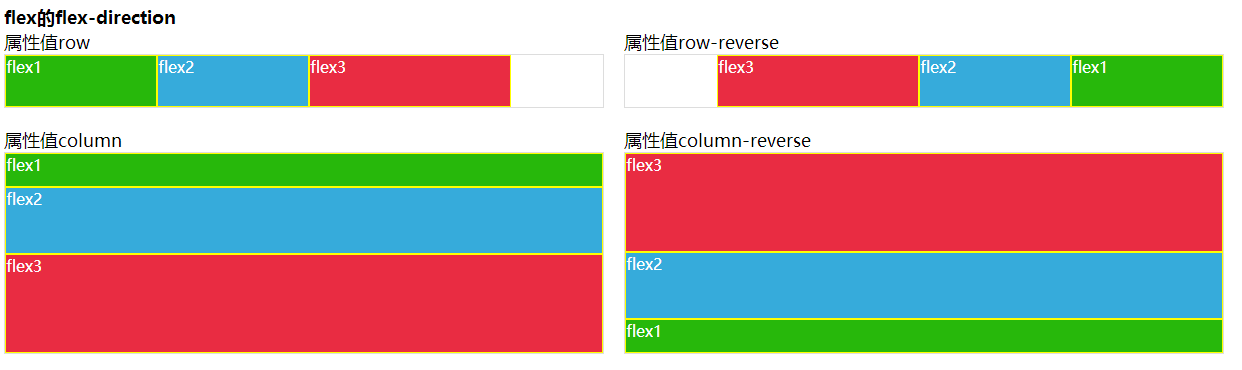 flex的flex-direction
属性值row
flex1 flex2 flex3
属性值row-reverse
flex3 flex2 flex1
属性值column
flex1
flex2
flex3
属性值column-reverse
flex3
flex2
flex1